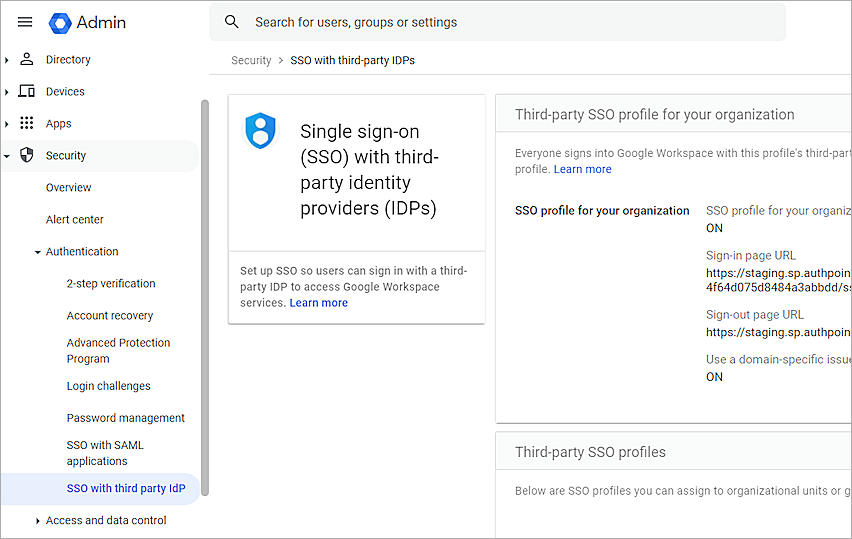 Admin
Search for users, groups or settings
Directory
Devices
Apps
Security
Overview
Alert center
Authentication
2-step verification
Account recovery
Advanced Protection
Program
Login challenges
Password management
SSO with SAML
applications
SSO with third party IdP
Access and data control
Security > SSO with third-party IDPs
Single sign-on
(SSO) with third-
party identity
providers (IDPs)
Set up SSO so users can sign in with a third-
party IDP to access Google Workspace
services. Learn more
Third-party SSO profile for your organization
Everyone signs into Google Workspace with this profile's third-part
profile. Learn more
SSO profile for your organization
SSO profile for your organiz
ON
Sign-in page URL
https://staging.sp.authpoin
4f64d075d8484a3abbdd/ss
Sign-out page URL
https://staging.sp.authpoin
Use a domain-specific issue
ON
Third-party SSO profiles
Below are SSO profiles you can assign to organizational units or g